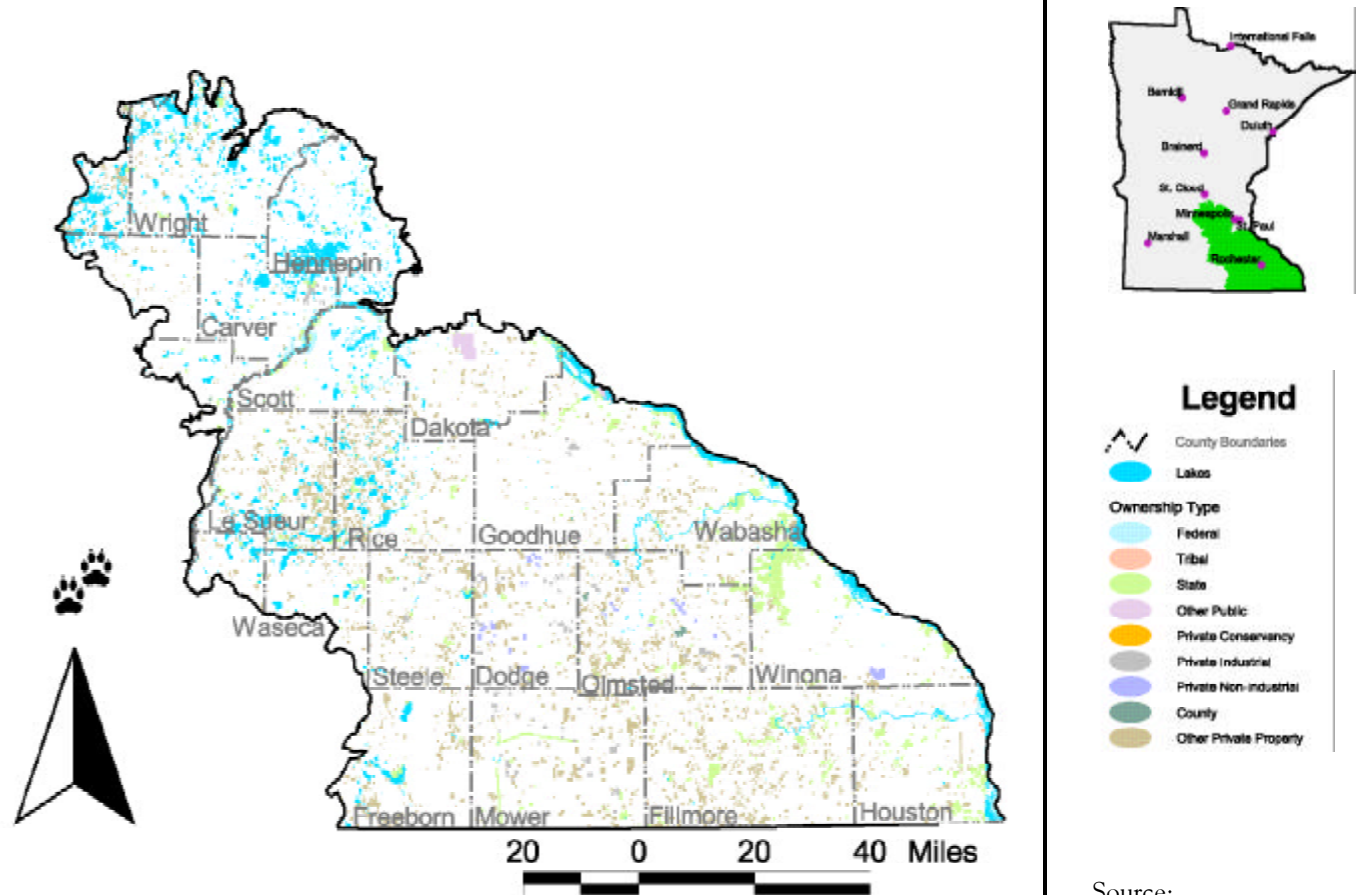 Wright
Hennepin
Carver
Scott
Dakota
Le Sueur
Rice
Goodhue
Wabasha
Waseca
Steele
Dodge
Olmsted
Winona
Freeborn
Mower
Fillmore
Houston
20 0 20 40 Miles
International Falls
Bemidji
Grand Rapids
Duluth
Brainerd
St. Cloud
Minneapolis
St. Paul
Marshall
Rochester
Legend
County Boundaries
Lakes
Ownership Type
Federal
Tribal
State
Other Public
Private Conservancy
Private Industrial
Private Non-Industrial
County
Other Private Property
Source: